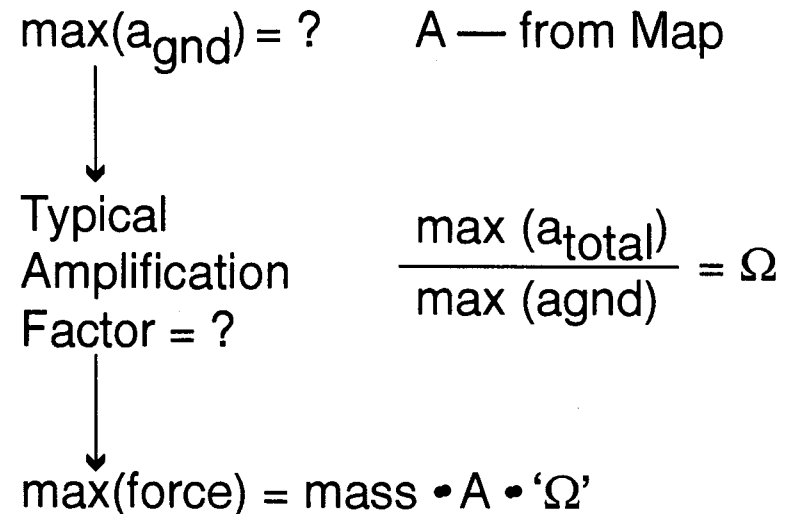 max(agnd) = ? A — from Map
Typical
Amplification
Factor = ?
max (atotal)
max (agnd)
= Ω
max(force) = mass • A • ‘Ω’